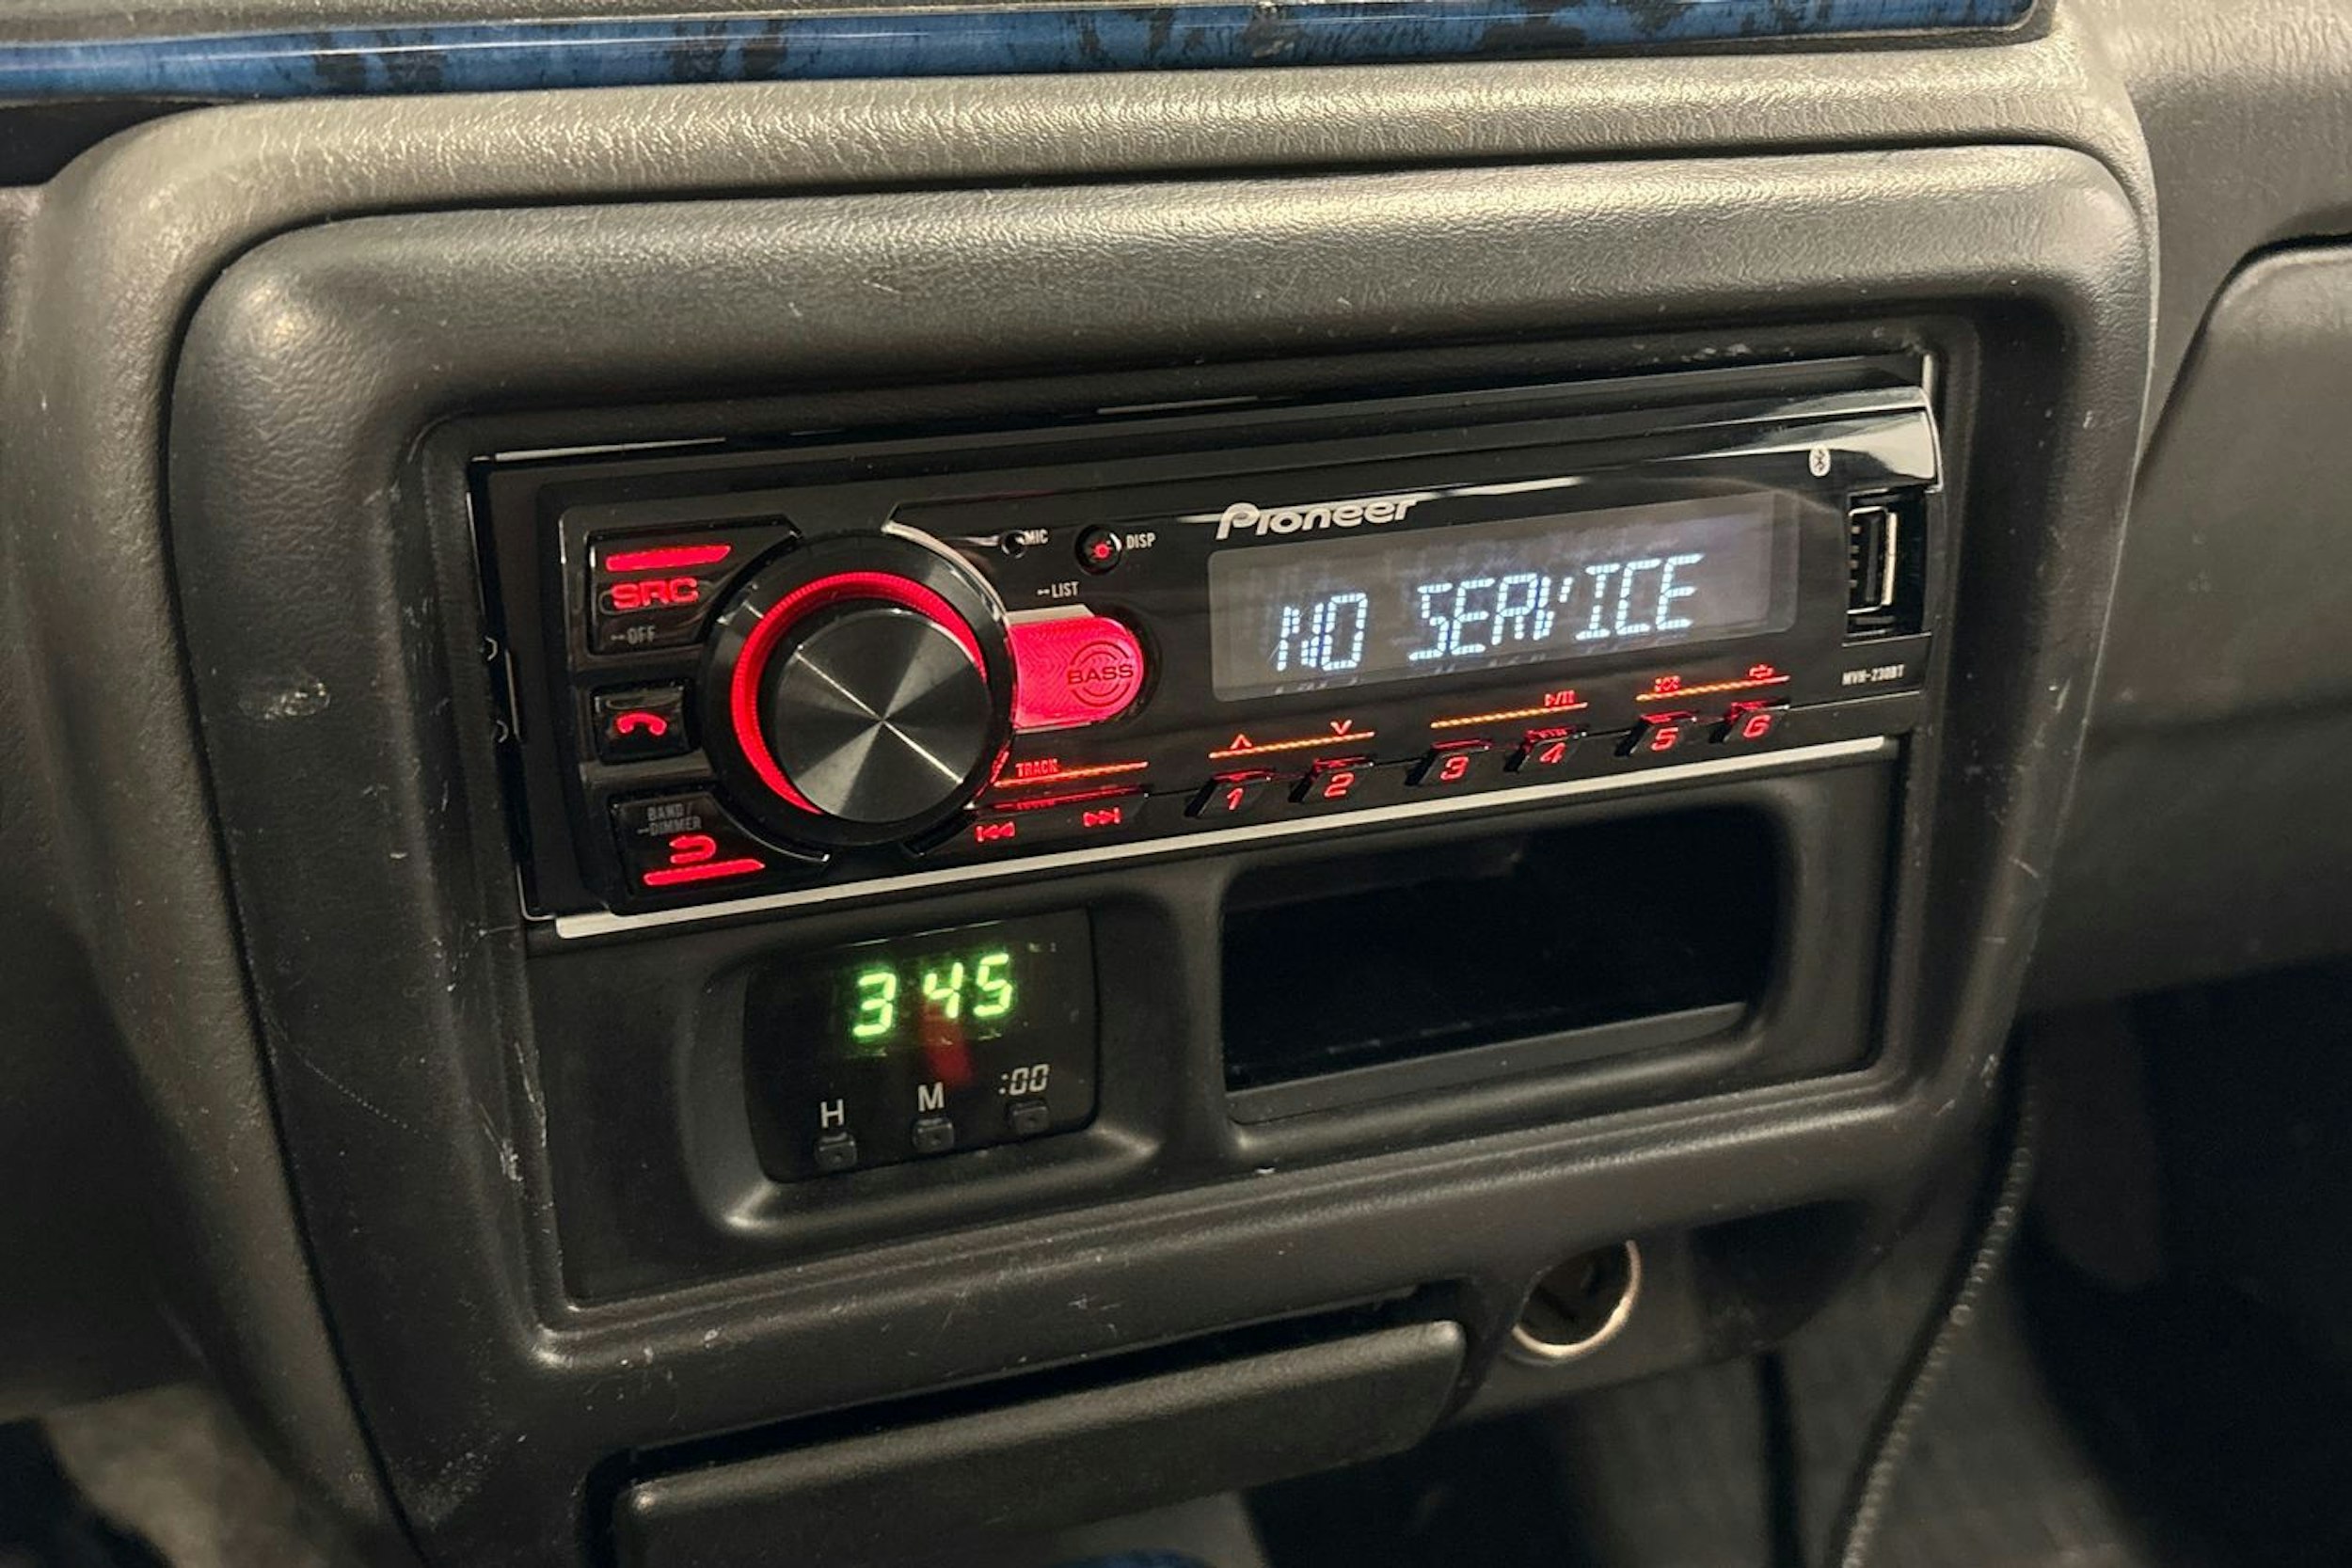 Pioneer
MIC
DISP
LIST
SRC
OFF
BASS
NO SERVICE
MVH-230BT
BAND/
DIMMER
TRACK
1 2 3 4 5 6
3 45
H M :00